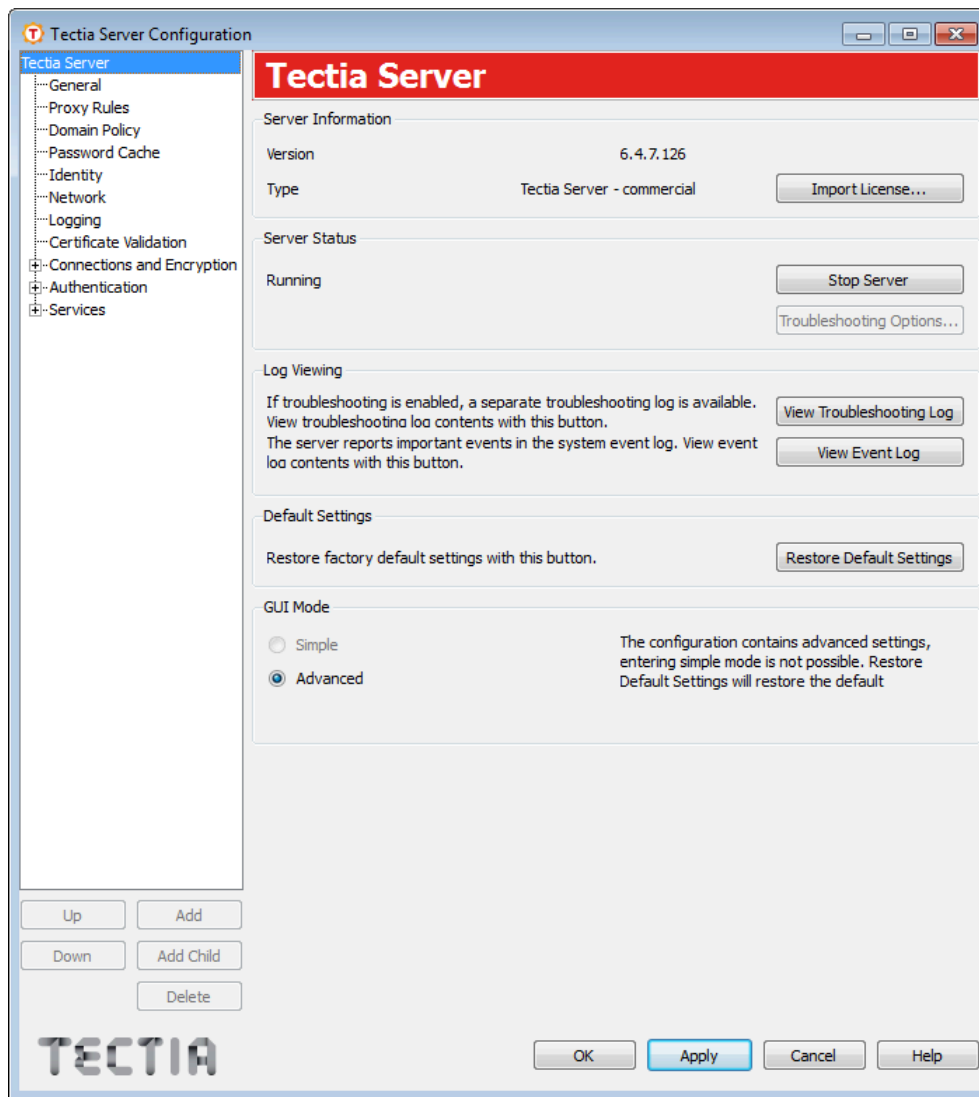 Tectia Server Configuration
Tectia Server
General
Proxy Rules
Domain Policy
Password Cache
Identity
Network
Logging
Certificate Validation
Connections and Encryption
Authentication
Services
Up
Add
Down
Add Child
Delete
TECTIA
Tectia Server
Server Information
Version
6.4.7.126
Type
Tectia Server - commercial
Import License...
Server Status
Running
Stop Server
Troubleshooting Options...
Log Viewing
If troubleshooting is enabled, a separate troubleshooting log is available.
View troubleshooting log contents with this button.
View Troubleshooting Log
The server reports important events in the system event log. View event
log contents with this button.
View Event Log
Default Settings
Restore factory default settings with this button.
Restore Default Settings
GUI Mode
Simple
Advanced
The configuration contains advanced settings,
entering simple mode is not possible. Restore
Default Settings will restore the default
OK
Apply
Cancel
Help